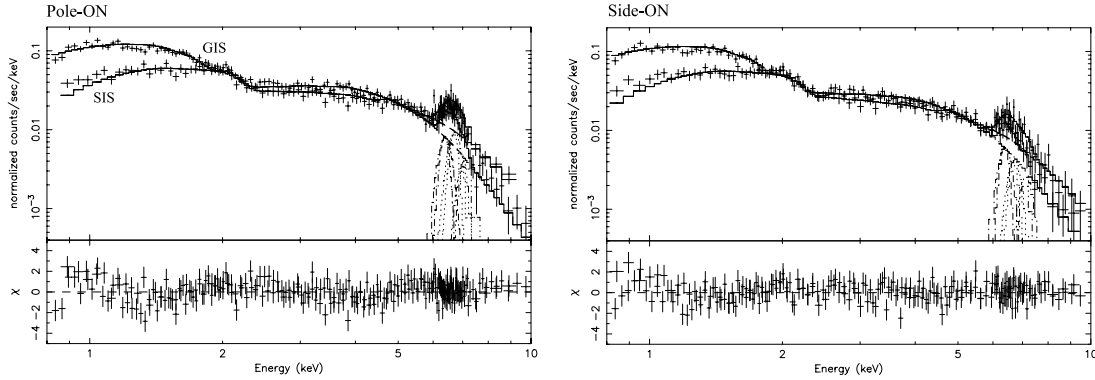 Pole-ON
normalized counts/sec/keV
0.1
0.01
10⁻³
GIS
SIS
χ
4
2
0
−2
−4
1
2
5
10
Energy (keV)
Side-ON
normalized counts/sec/keV
0.1
0.01
10⁻³
χ
4
2
0
−2
−4
1
2
5
10
Energy (keV)